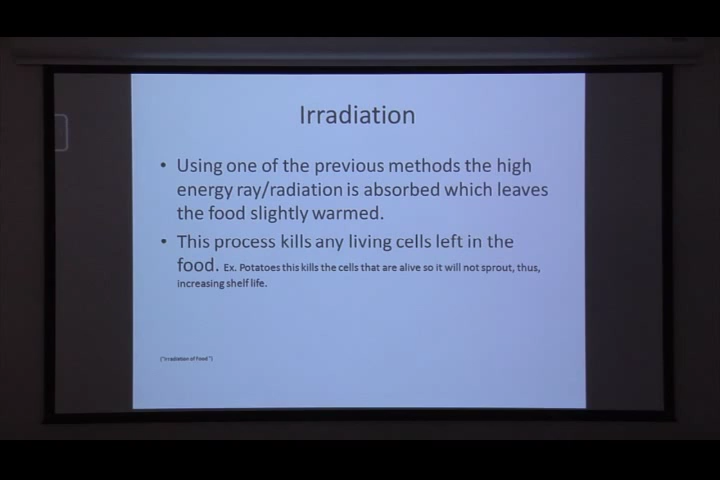 Irradiation
• Using one of the previous methods the high
energy ray/radiation is absorbed which leaves
the food slightly warmed.
• This process kills any living cells left in the
food. Ex. Potatoes this kills the cells that are alive so it will not sprout, thus,
increasing shelf life.
("Irradiation of Food")